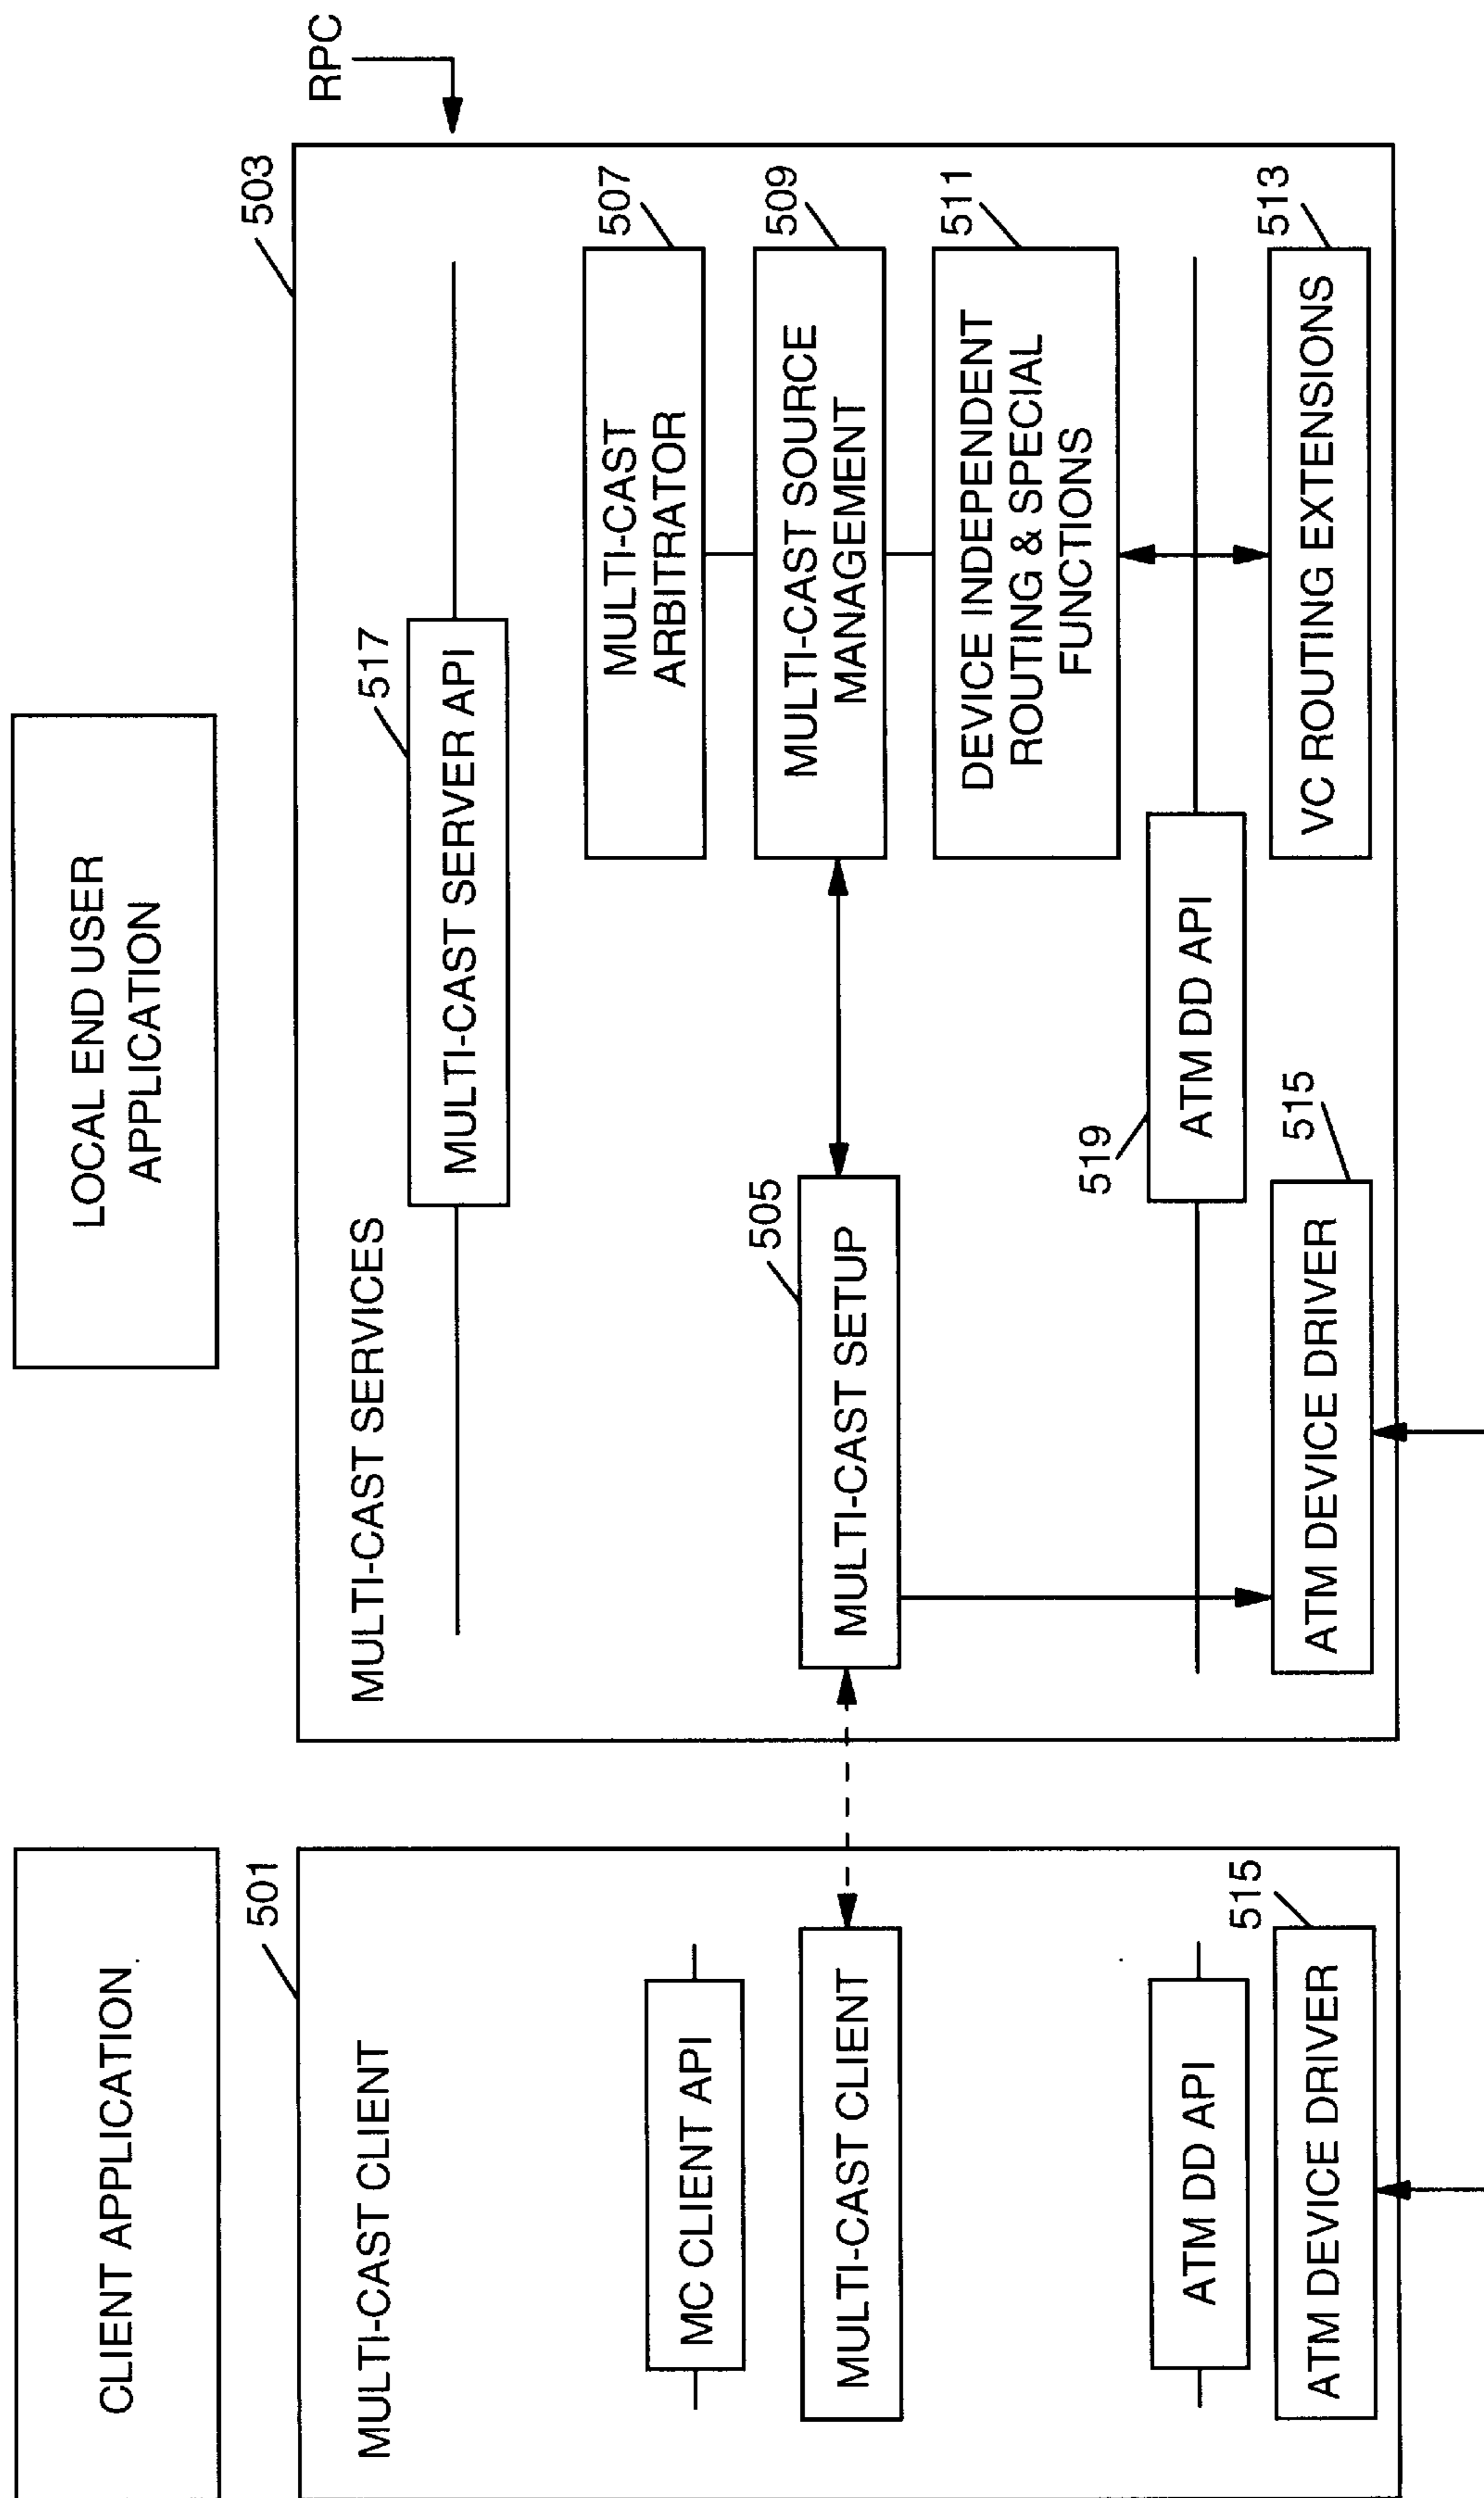 CLIENT APPLICATION
LOCAL END USER
APPLICATION
501
503
RPC
MULTI-CAST CLIENT
MC CLIENT API
MULTI-CAST CLIENT
ATM DD API
515
ATM DEVICE DRIVER
MULTI-CAST SERVICES
517
MULTI-CAST SERVER API
507
MULTI-CAST
ARBITRATOR
505
MULTI-CAST SETUP
509
MULTI-CAST SOURCE
MANAGEMENT
511
DEVICE INDEPENDENT
ROUTING & SPECIAL
FUNCTIONS
519
ATM DD API
515
ATM DEVICE DRIVER
513
VC ROUTING EXTENSIONS